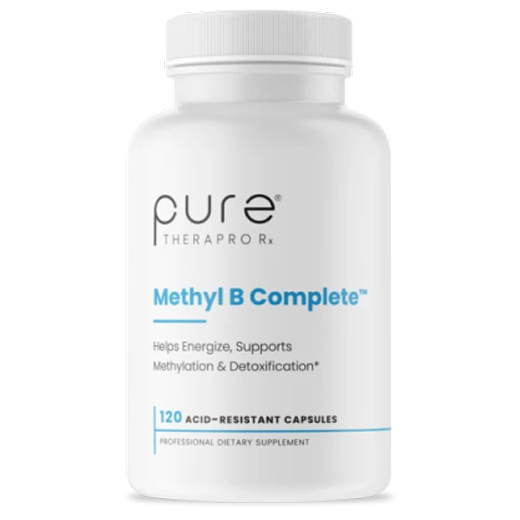 pure®
THERAPRO Rx
Methyl B Complete™
Helps Energize, Supports
Methylation & Detoxification*
120 ACID-RESISTANT CAPSULES
PROFESSIONAL DIETARY SUPPLEMENT